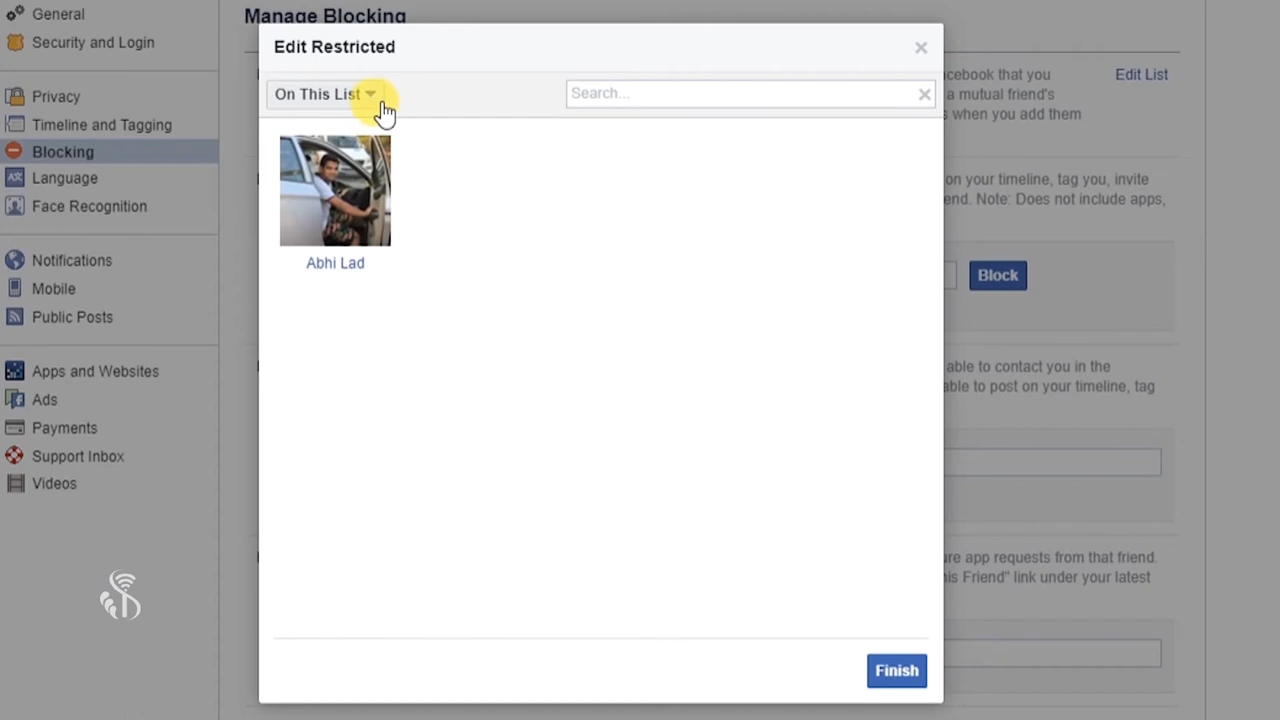 General
Security and Login
Privacy
Timeline and Tagging
Blocking
Language
Face Recognition
Notifications
Mobile
Public Posts
Apps and Websites
Ads
Payments
Support Inbox
Videos
Manage Blocking
Edit Restricted
On This List
Search...
Abhi Lad
Finish
acebook that you
Edit List
a mutual friend's
when you add them
on your timeline, tag you, invite
end. Note: Does not include apps,
Block
able to contact you in the
able to post on your timeline, tag
ure app requests from that friend.
is Friend" link under your latest